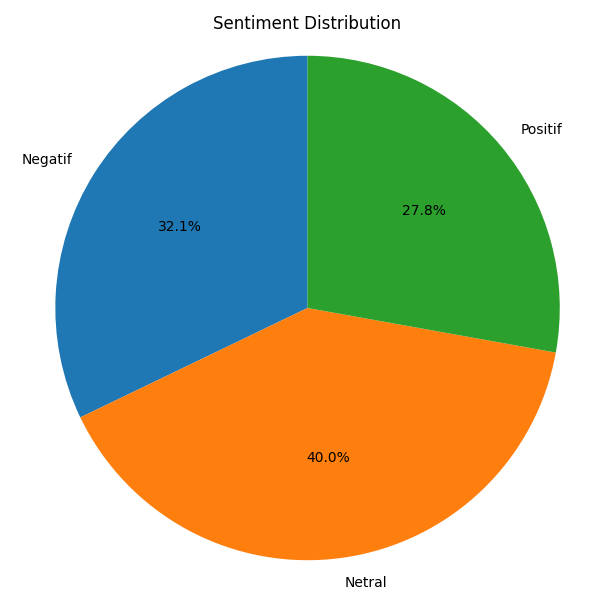 Sentiment Distribution
Positif
Negatif
27.8%
32.1%
40.0%
Netral